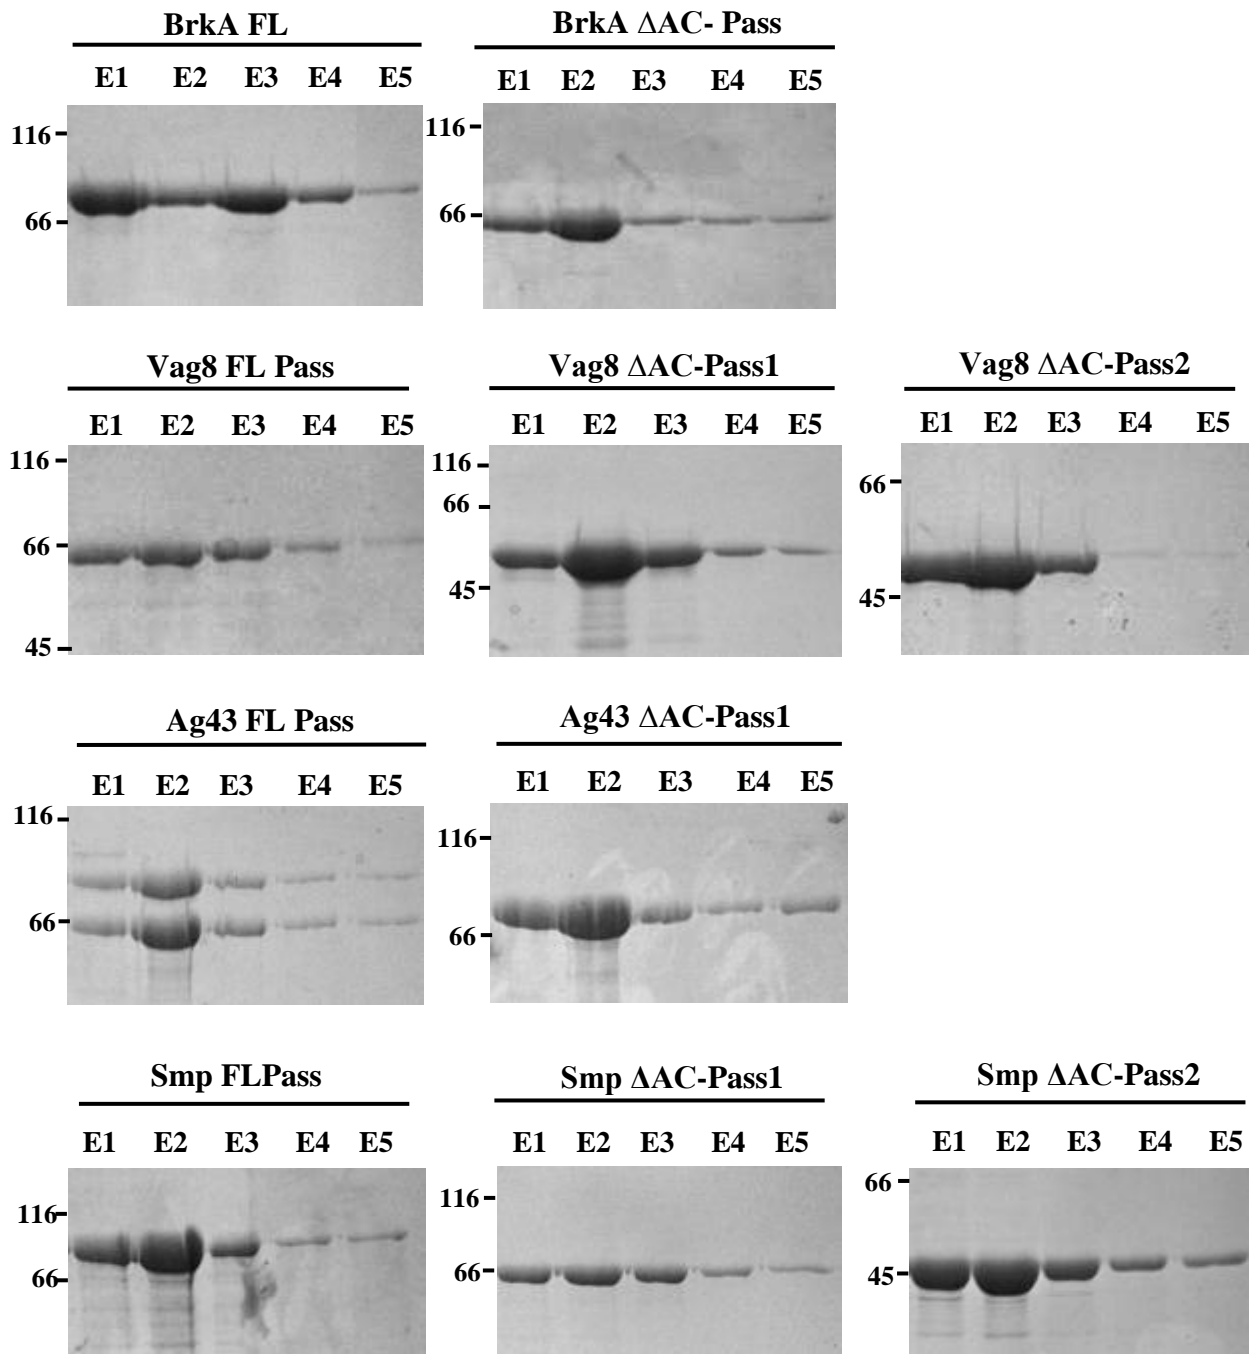 BrkA FL
BrkA ΔAC- Pass
E1 E2 E3 E4 E5
E1 E2 E3 E4 E5
116
66
116
66
Vag8 FL Pass
Vag8 ΔAC-Pass1
Vag8 ΔAC-Pass2
E1 E2 E3 E4 E5
E1 E2 E3 E4 E5
E1 E2 E3 E4 E5
116
66
45
116
66
45
66
45
Ag43 FL Pass
Ag43 ΔAC-Pass1
E1 E2 E3 E4 E5
E1 E2 E3 E4 E5
116
66
116
66
Smp FLPass
Smp ΔAC-Pass1
Smp ΔAC-Pass2
E1 E2 E3 E4 E5
E1 E2 E3 E4 E5
E1 E2 E3 E4 E5
116
66
116
66
66
45